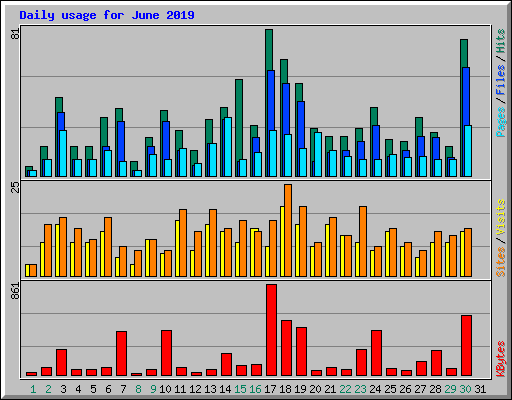 Daily usage for June 2019
81
Pages / Files / Hits
25
Sites / Visits
861
KBytes
1 2 3 4 5 6 7 8 9 10 11 12 13 14 15 16 17 18 19 20 21 22 23 24 25 26 27 28 29 30 31